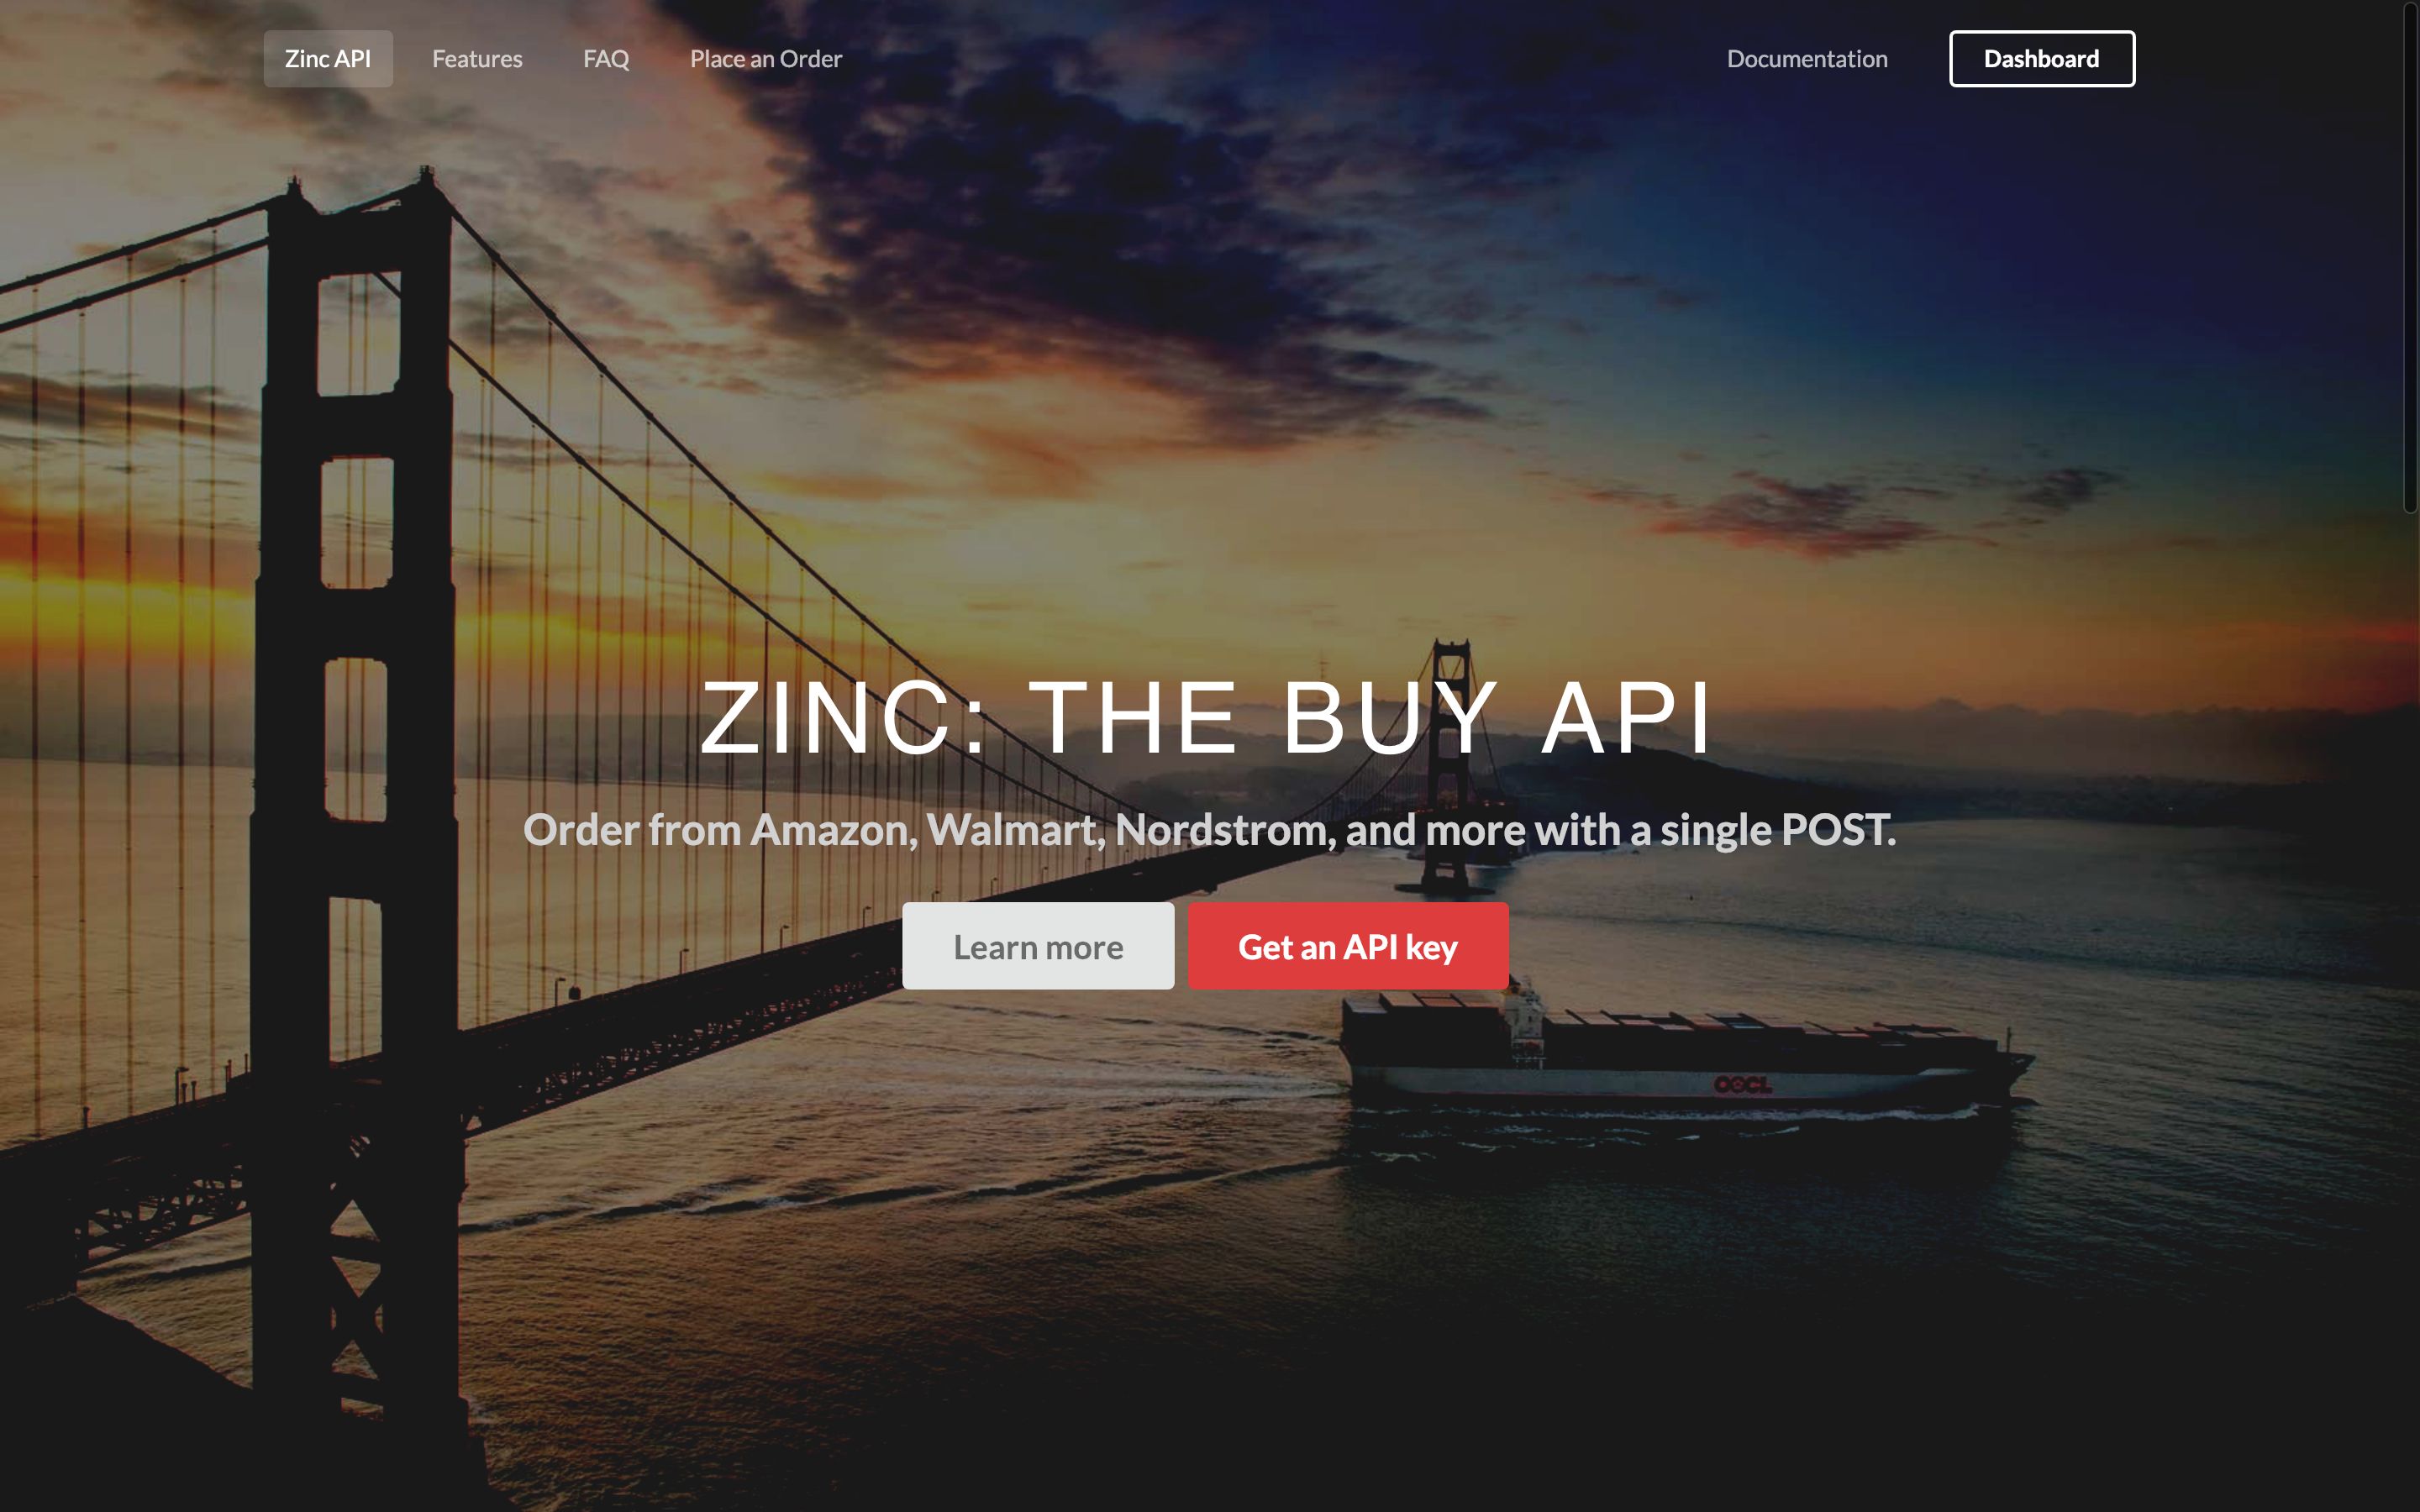 Zinc API
Features
FAQ
Place an Order
Documentation
Dashboard
ZINC: THE BUY API
Order from Amazon, Walmart, Nordstrom, and more with a single POST.
Learn more
Get an API key
OOCL